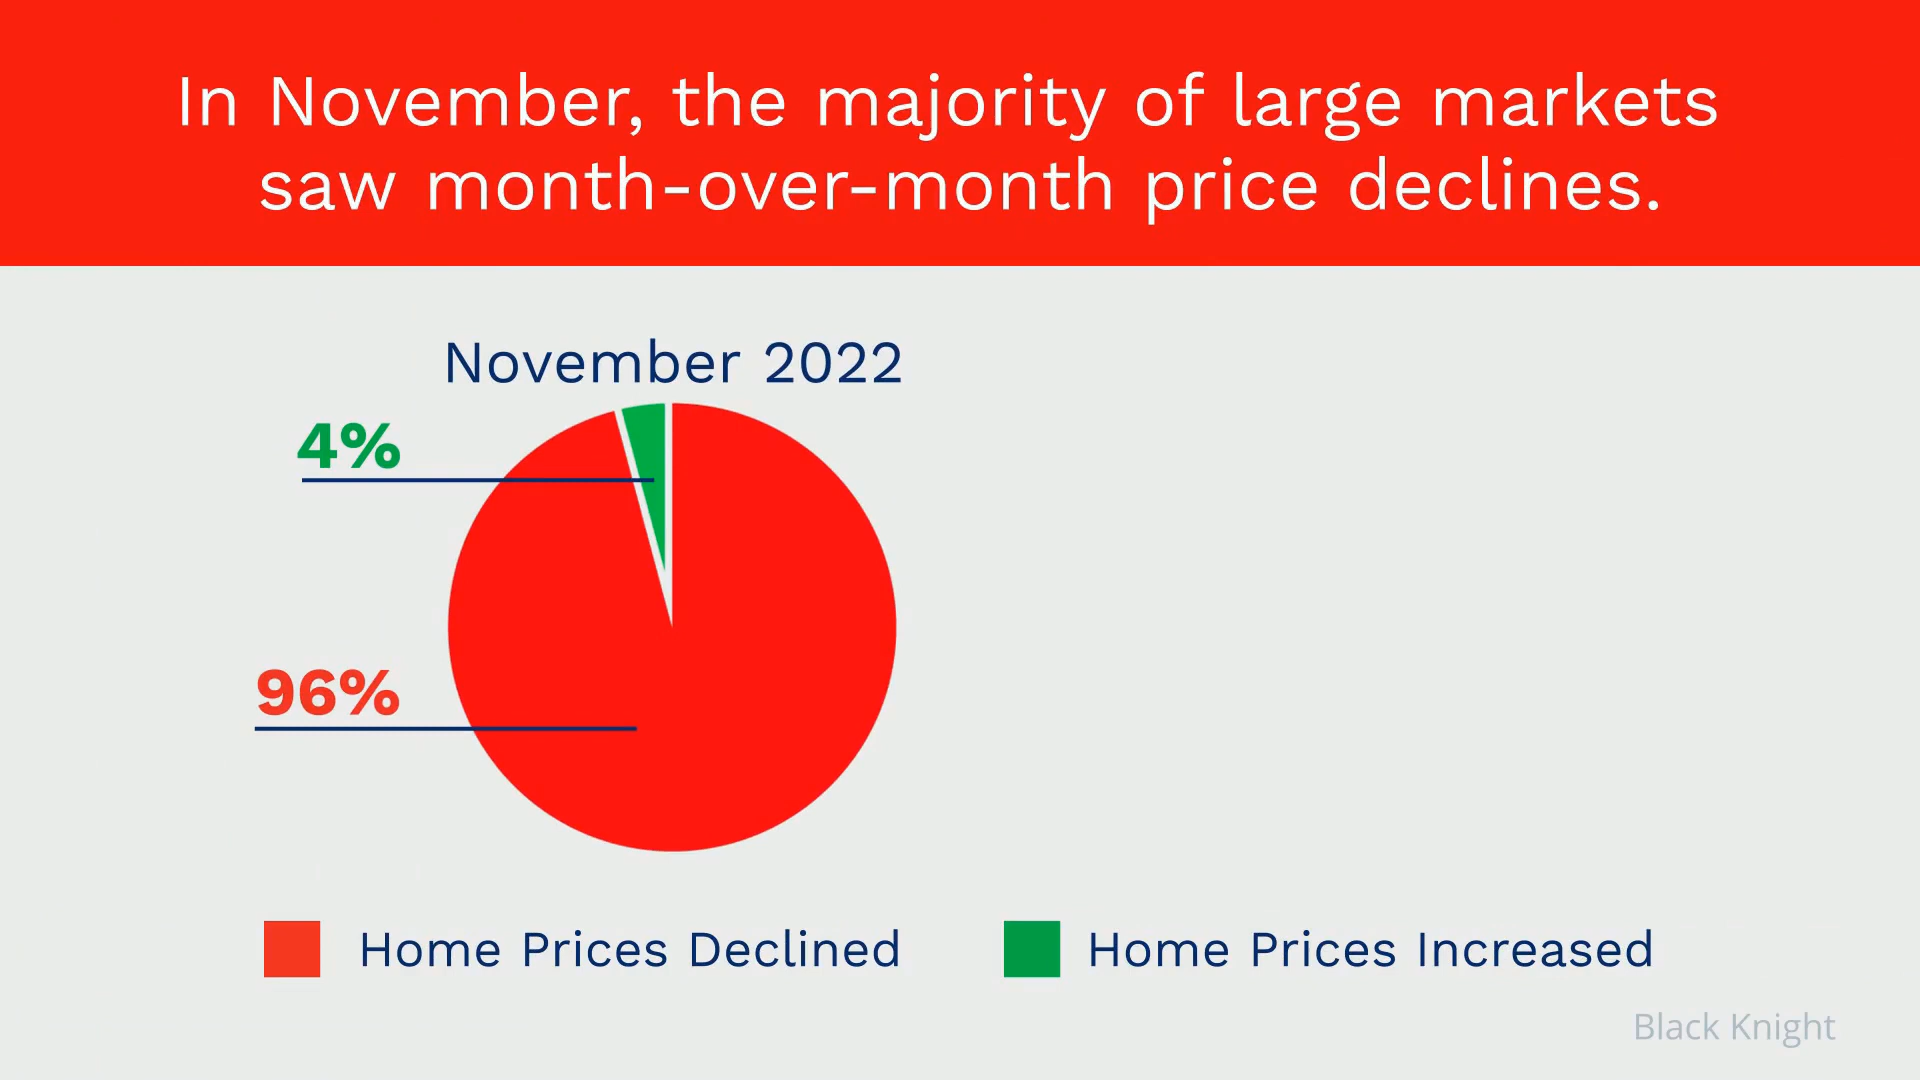 In November, the majority of large markets
saw month-over-month price declines.
November 2022
4%
96%
Home Prices Declined
Home Prices Increased
Black Knight